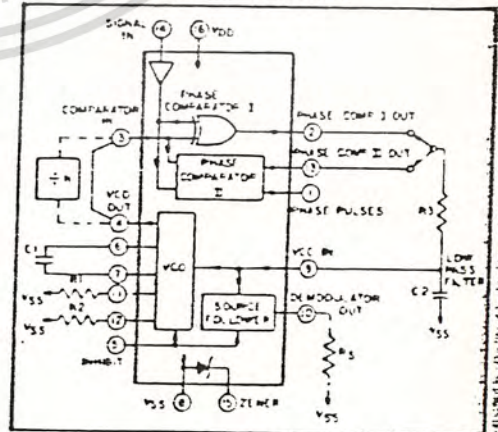 SIGNAL
IN
14
16
VDD
PHASE
COMPARATOR I
COMPARATOR
IN
3
PHASE COMP I OUT
2
PHASE COMP II OUT
PHASE
COMPARATOR
II
13
1
PHASE PULSES
÷ N
VCO
OUT
4
R3
C1
6
7
VCO
VCO IN
9
LOW
PASS
FILTER
R1
VSS
11
SOURCE
FOLLOWER
DEMODULATOR
OUT
10
C2
VSS
R2
VSS
12
5
INHIBIT
R5
VSS
8
15
ZENER
VSS